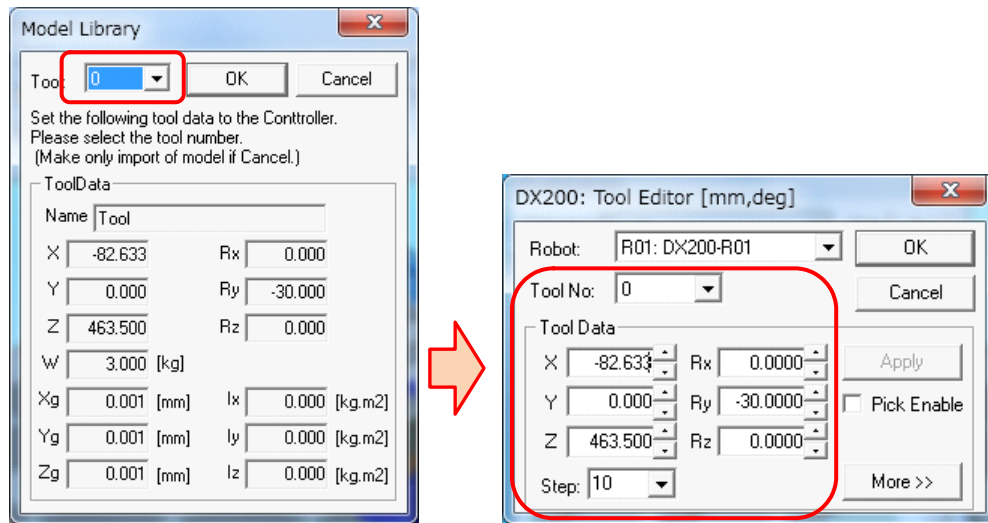 Model Library
Tool: 0 OK Cancel
Set the following tool data to the Conttroller.
Please select the tool number.
(Make only import of model if Cancel.)
ToolData
Name Tool
X -82.633 Rx 0.000
Y 0.000 Ry -30.000
Z 463.500 Rz 0.000
W 3.000 [kg]
Xg 0.001 [mm] Ix 0.000 [kg.m2]
Yg 0.001 [mm] Iy 0.000 [kg.m2]
Zg 0.001 [mm] Iz 0.000 [kg.m2]
DX200: Tool Editor [mm,deg]
Robot: R01: DX200-R01 OK
Tool No: 0 Cancel
Tool Data
X -82.633 Rx 0.0000 Apply
Y 0.000 Ry -30.0000 Pick Enable
Z 463.500 Rz 0.0000
Step: 10 More >>